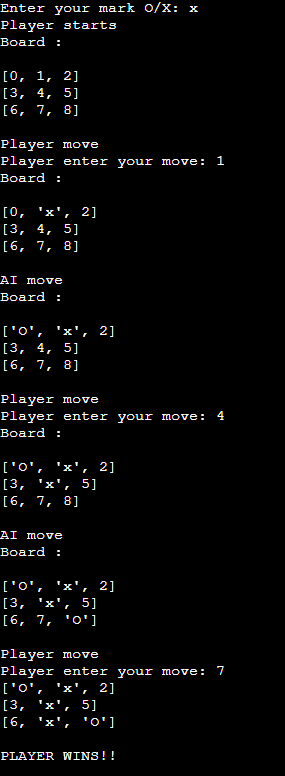 Enter your mark O/X: x
Player starts
Board :
[0, 1, 2]
[3, 4, 5]
[6, 7, 8]
Player move
Player enter your move: 1
Board :
[0, 'x', 2]
[3, 4, 5]
[6, 7, 8]
AI move
Board :
['O', 'x', 2]
[3, 4, 5]
[6, 7, 8]
Player move
Player enter your move: 4
Board :
['O', 'x', 2]
[3, 'x', 5]
[6, 7, 8]
AI move
Board :
['O', 'x', 2]
[3, 'x', 5]
[6, 7, 'O']
Player move
Player enter your move: 7
['O', 'x', 2]
[3, 'x', 5]
[6, 'x', 'O']
PLAYER WINS!!